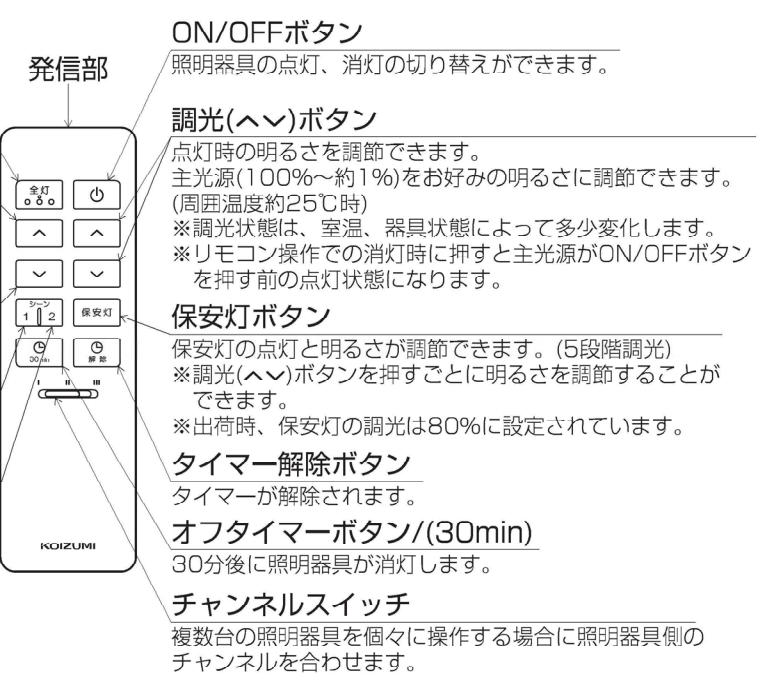 発信部
全灯
シーン
1 2
保安灯
30min
解除
I II III
KOIZUMI
ON/OFFボタン
照明器具の点灯、消灯の切り替えができます。
調光(へ﹀)ボタン
点灯時の明るさを調節できます。
主光源(100%～約1%)をお好みの明るさに調節できます。
(周囲温度約25℃時)
※調光状態は、室温、器具状態によって多少変化します。
※リモコン操作での消灯時に押すと主光源がON/OFFボタン
を押す前の点灯状態になります。
保安灯ボタン
保安灯の点灯と明るさが調節できます。(5段階調光)
※調光(へ﹀)ボタンを押すごとに明るさを調節することが
できます。
※出荷時、保安灯の調光は80%に設定されています。
タイマー解除ボタン
タイマーが解除されます。
オフタイマーボタン/(30min)
30分後に照明器具が消灯します。
チャンネルスイッチ
複数台の照明器具を個々に操作する場合に照明器具側の
チャンネルを合わせます。